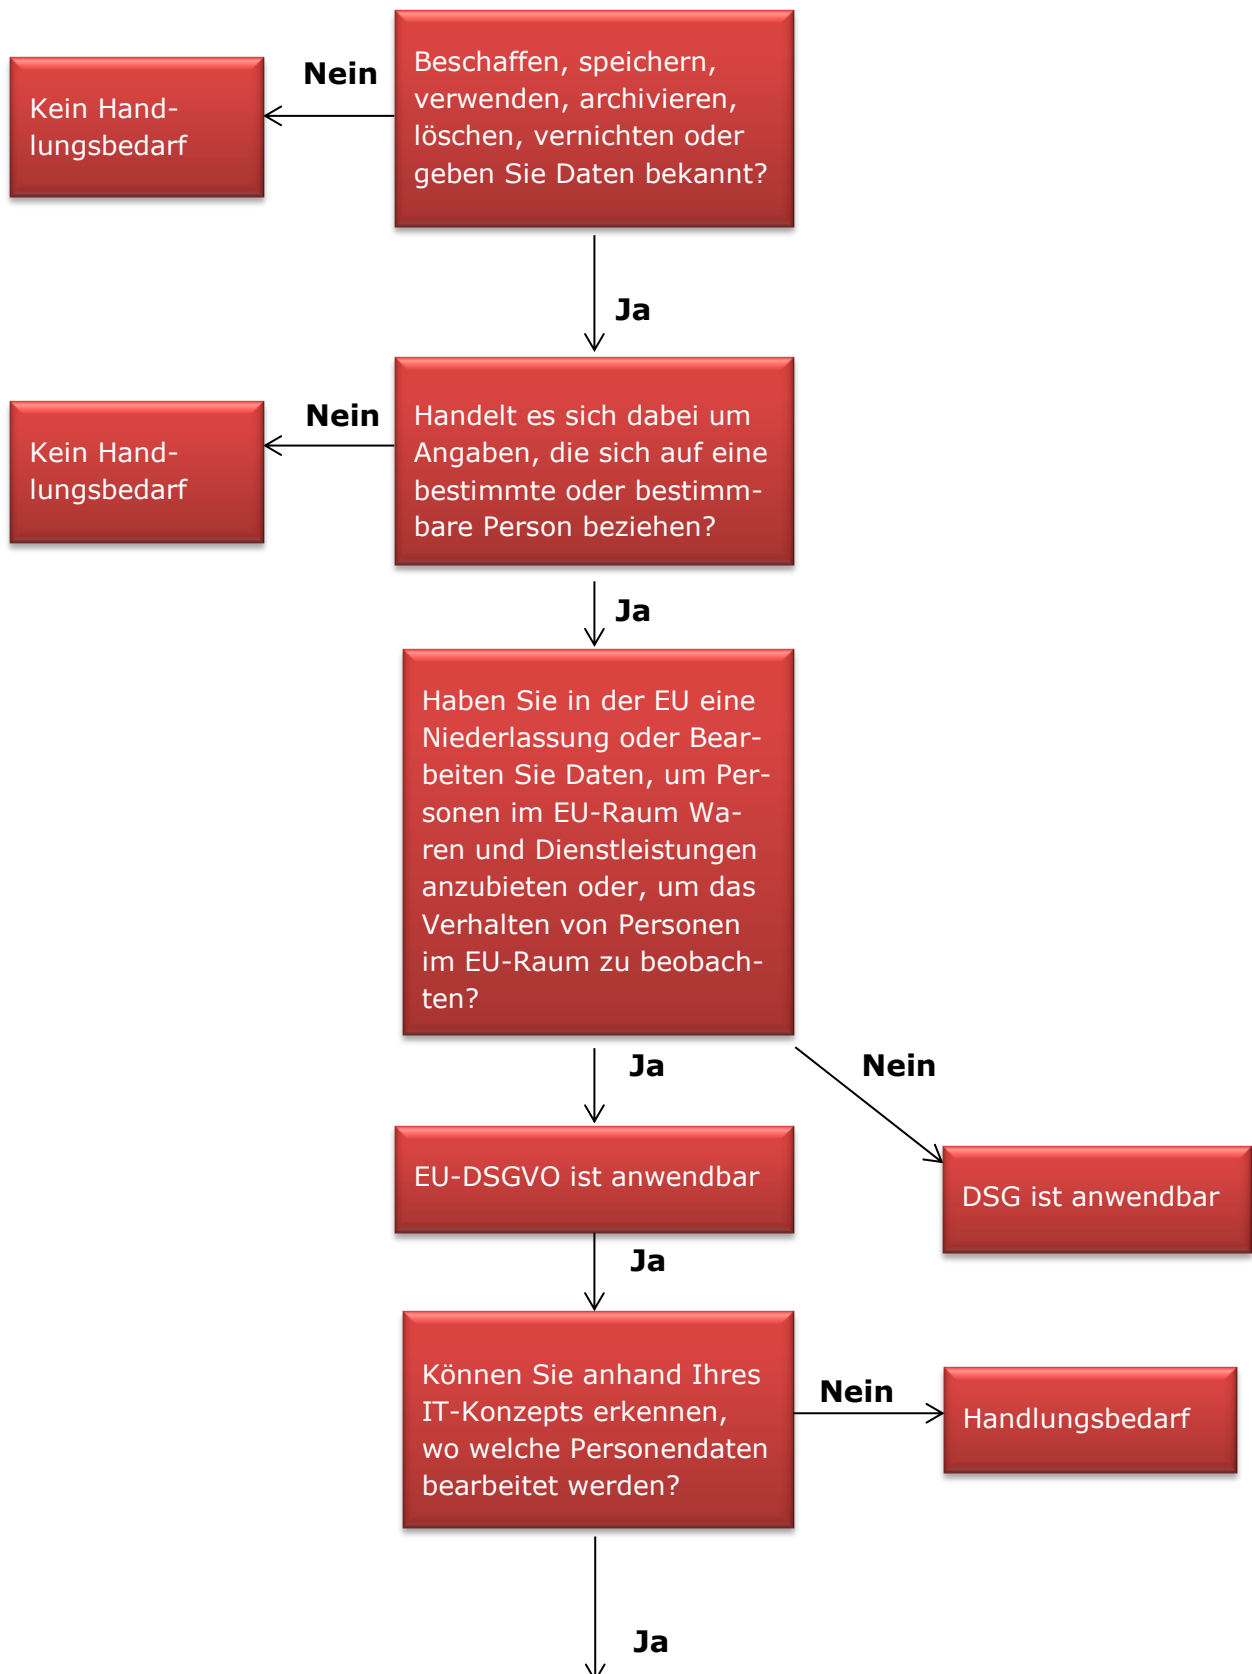 Beschaffen, speichern,
verwenden, archivieren,
löschen, vernichten oder
geben Sie Daten bekannt?
Nein
Kein Hand-
lungsbedarf
Ja
Handelt es sich dabei um
Angaben, die sich auf eine
bestimmte oder bestimm-
bare Person beziehen?
Nein
Kein Hand-
lungsbedarf
Ja
Haben Sie in der EU eine
Niederlassung oder Bear-
beiten Sie Daten, um Per-
sonen im EU-Raum Wa-
ren und Dienstleistungen
anzubieten oder, um das
Verhalten von Personen
im EU-Raum zu beobach-
ten?
Ja
Nein
EU-DSGVO ist anwendbar
DSG ist anwendbar
Ja
Können Sie anhand Ihres
IT-Konzepts erkennen,
wo welche Personendaten
bearbeitet werden?
Nein
Handlungsbedarf
Ja